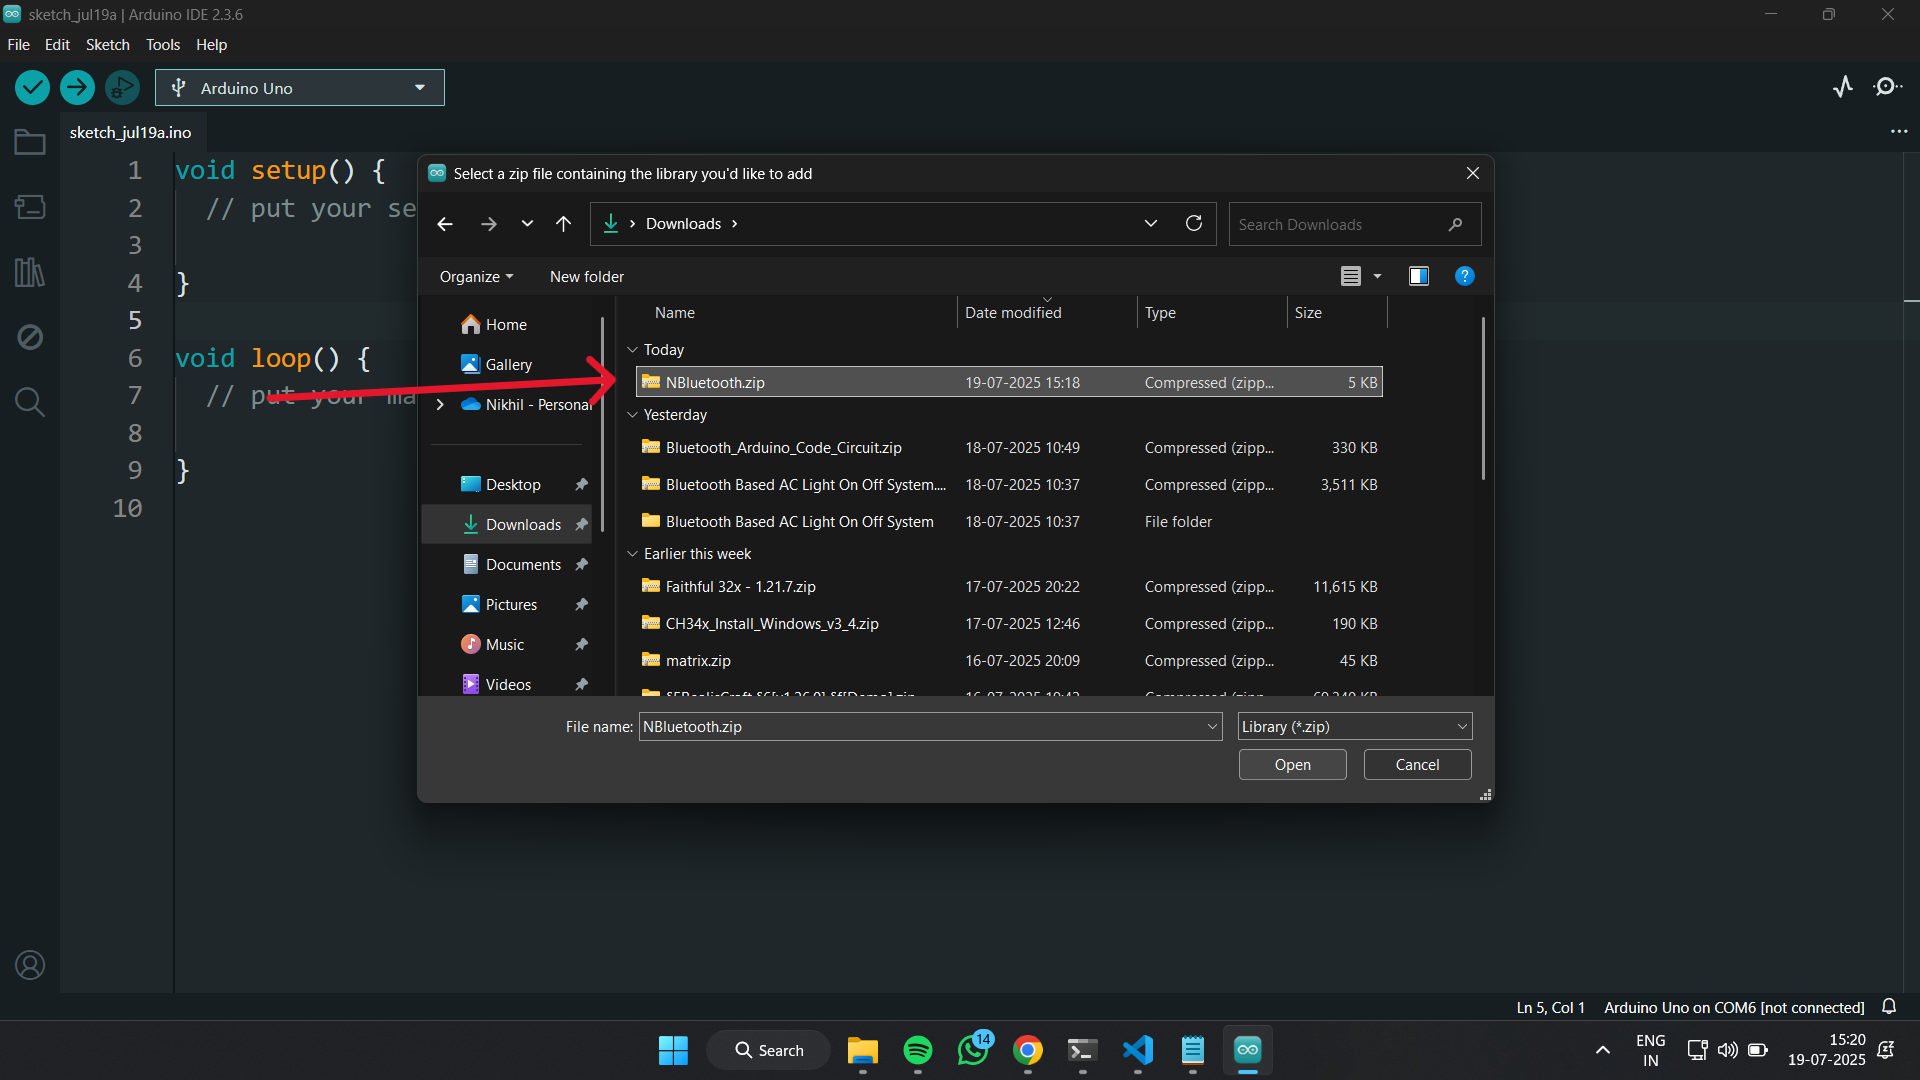 sketch_jul19a | Arduino IDE 2.3.6
File Edit Sketch Tools Help
Arduino Uno
sketch_jul19a.ino
1 void setup() {
2 // put your se
3
4 }
5
6 void loop() {
7 // put your ma
8
9 }
10
Select a zip file containing the library you'd like to add
Downloads
Search Downloads
Organize New folder
Home
Gallery
Nikhil - Personal
Desktop
Downloads
Documents
Pictures
Music
Videos
Name Date modified Type Size
Today
NBluetooth.zip 19-07-2025 15:18 Compressed (zipp... 5 KB
Yesterday
Bluetooth_Arduino_Code_Circuit.zip 18-07-2025 10:49 Compressed (zipp... 330 KB
Bluetooth Based AC Light On Off System.... 18-07-2025 10:37 Compressed (zipp... 3,511 KB
Bluetooth Based AC Light On Off System 18-07-2025 10:37 File folder
Earlier this week
Faithful 32x - 1.21.7.zip 17-07-2025 20:22 Compressed (zipp... 11,615 KB
CH34x_Install_Windows_v3_4.zip 17-07-2025 12:46 Compressed (zipp... 190 KB
matrix.zip 16-07-2025 20:09 Compressed (zipp... 45 KB
File name: NBluetooth.zip Library (*.zip)
Open Cancel
Ln 5, Col 1 Arduino Uno on COM6 [not connected]
Search
14
ENG
IN
15:20
19-07-2025